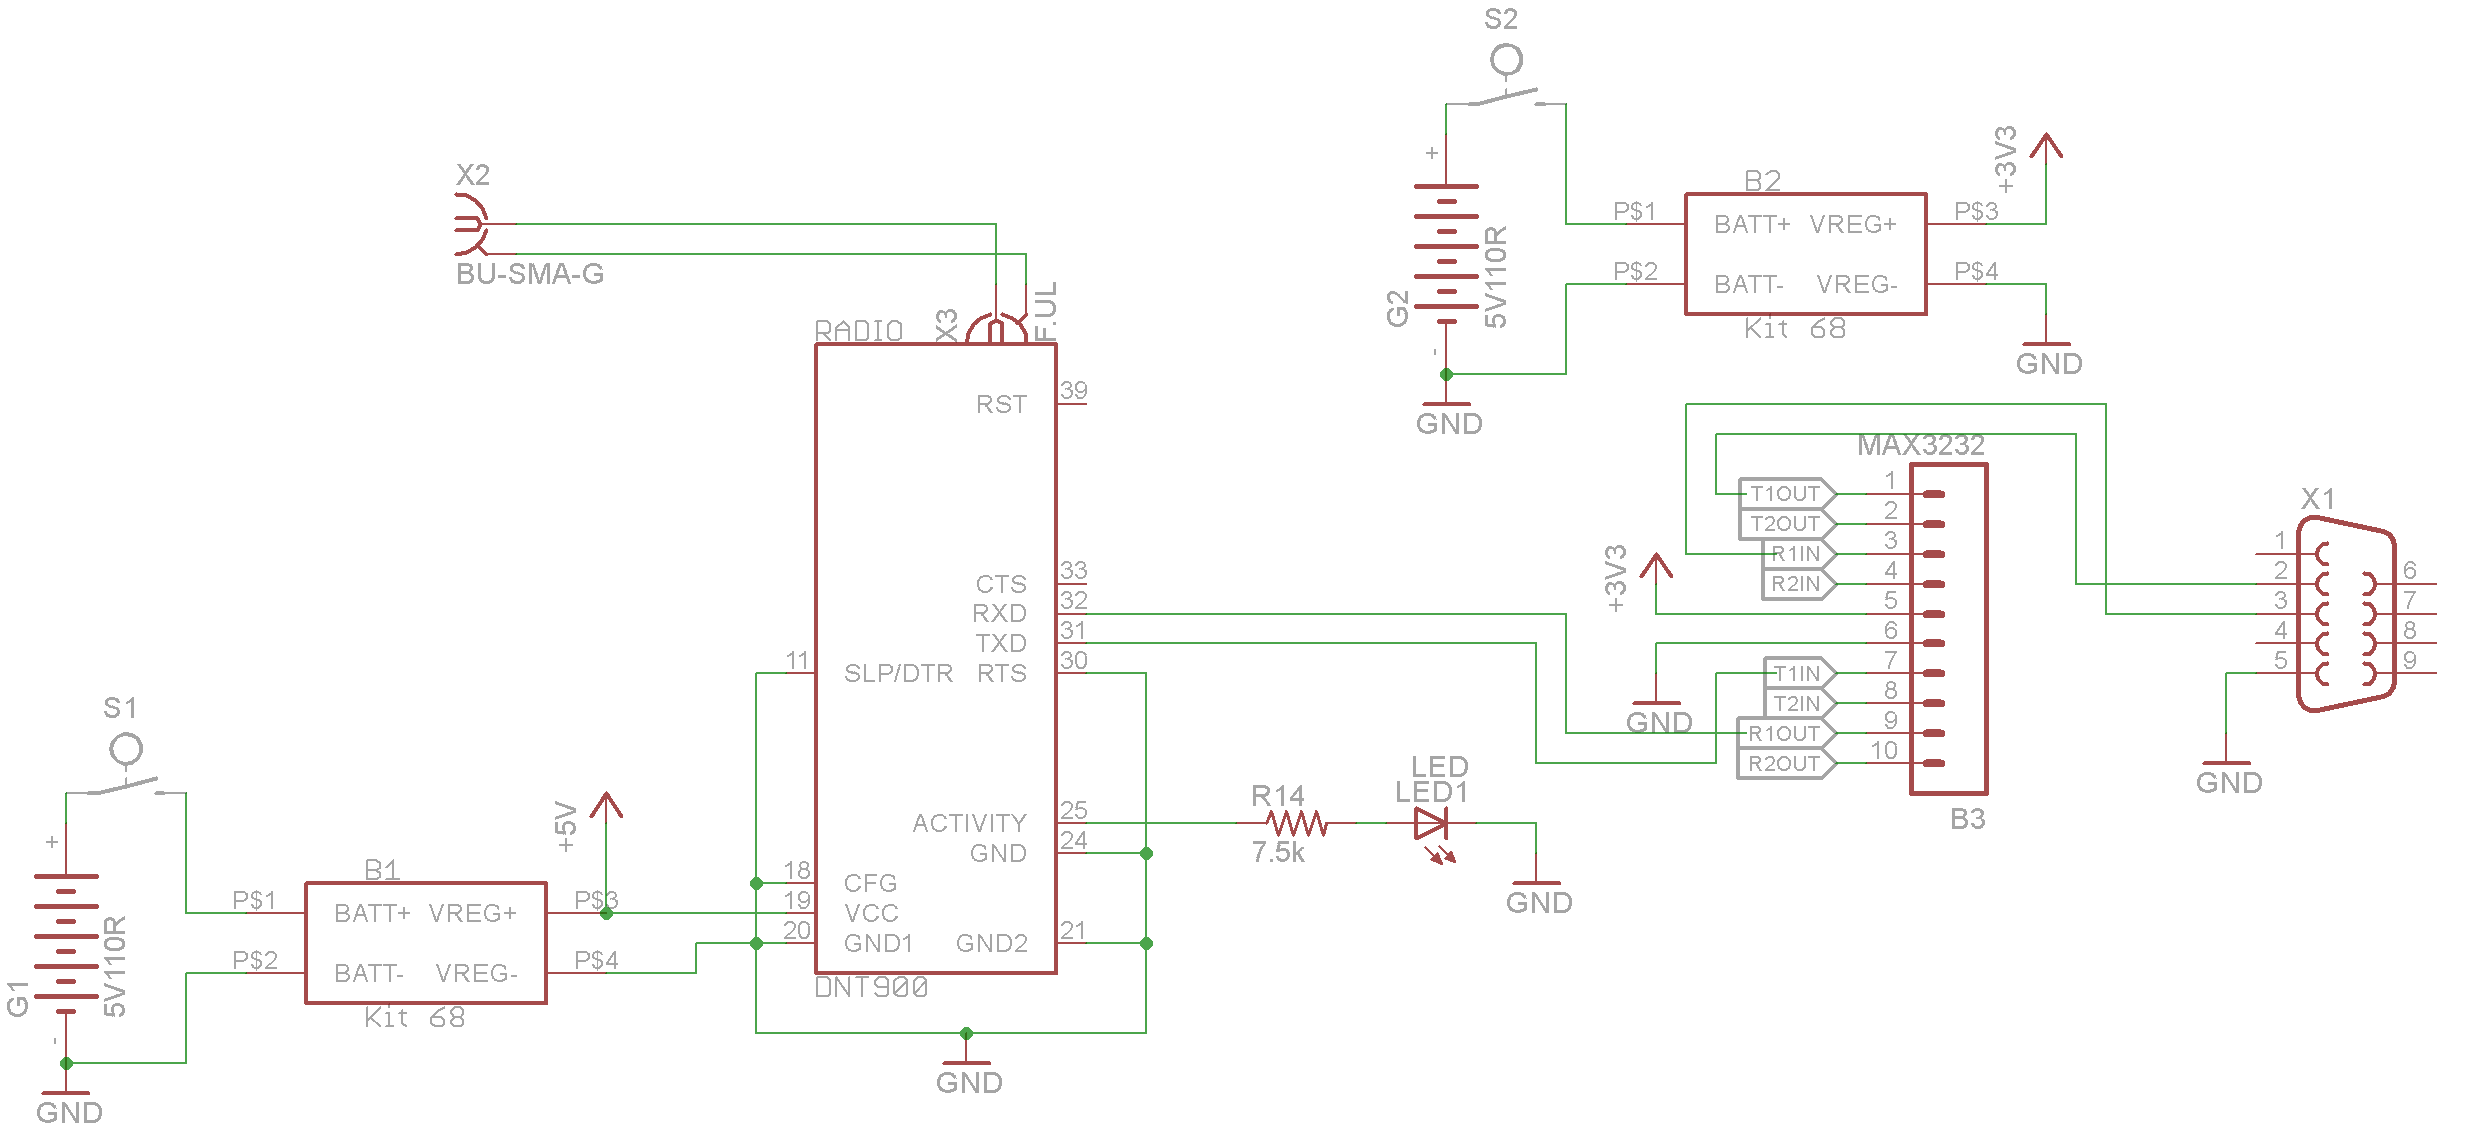 S2
+
G2
5V110R
-
GND
P$1
P$2
B2
BATT+ VREG+
BATT- VREG-
Kit 68
P$3
P$4
+3V3
GND
X2
BU-SMA-G
X3
F.UL
RADIO
RST 39
CTS 33
RXD 32
TXD 31
11 SLP/DTR RTS 30
ACTIVITY 25
GND 24
18 CFG
19 VCC
20 GND1 GND2 21
DNT900
GND
S1
+
G1
5V110R
-
GND
P$1
P$2
B1
BATT+ VREG+
BATT- VREG-
Kit 68
P$3
P$4
+5V
R14
7.5k
LED
LED1
GND
MAX3232
T1OUT 1
T2OUT 2
R1IN 3
R2IN 4
5
6
T1IN 7
T2IN 8
R1OUT 9
R2OUT 10
B3
+3V3
GND
X1
1
2
3
4
5
6
7
8
9
GND